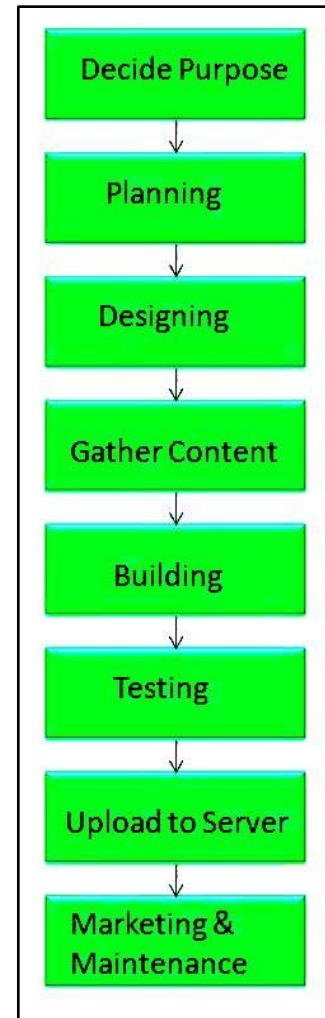 Decide Purpose
Planning
Designing
Gather Content
Building
Testing
Upload to Server
Marketing &
Maintenance